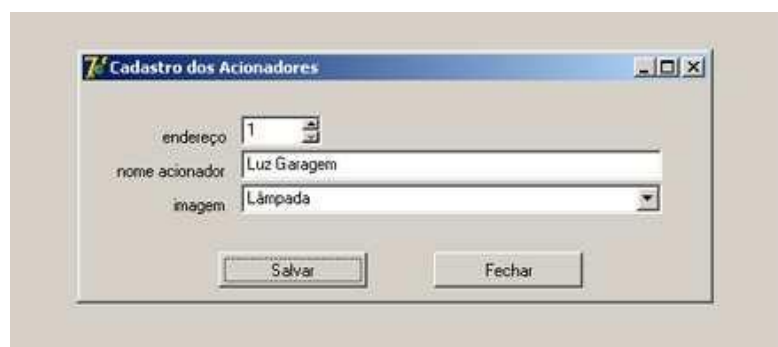 Cadastro dos Acionadores
endereço 1
nome acionador Luz Garagem
imagem Lâmpada
Salvar Fechar